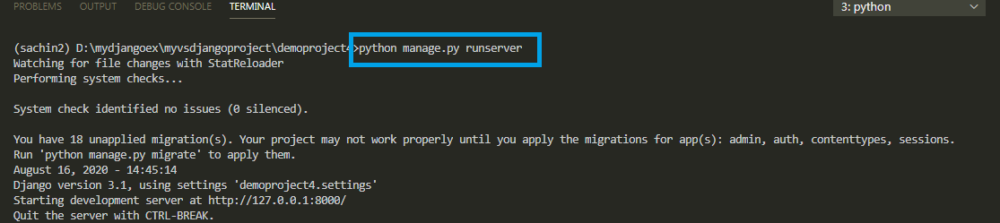 PROBLEMS OUTPUT DEBUG CONSOLE TERMINAL 3: python
(sachin2) D:\mydjangoex\myvsdjangoproject\demoproject4>python manage.py runserver
Watching for file changes with StatReloader
Performing system checks...
System check identified no issues (0 silenced).
You have 18 unapplied migration(s). Your project may not work properly until you apply the migrations for app(s): admin, auth, contenttypes, sessions.
Run 'python manage.py migrate' to apply them.
August 16, 2020 - 14:45:14
Django version 3.1, using settings 'demoproject4.settings'
Starting development server at http://127.0.0.1:8000/
Quit the server with CTRL-BREAK.